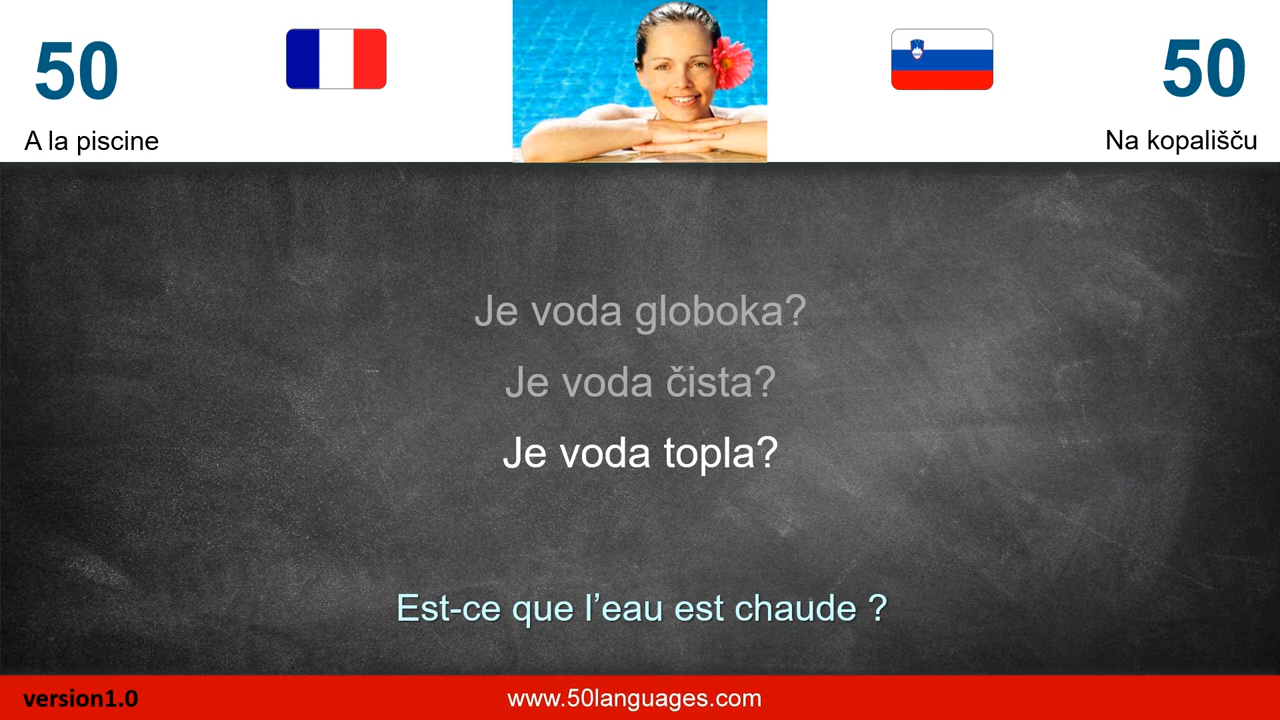 50
50
A la piscine
Na kopališču
Je voda globoka?
Je voda čista?
Je voda topla?
Est-ce que l’eau est chaude ?
version1.0
www.50languages.com